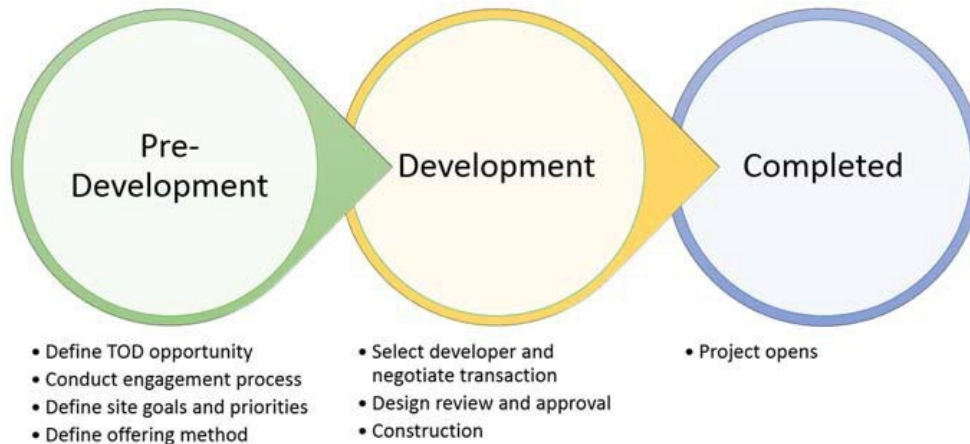 Pre-
Development
• Define TOD opportunity
• Conduct engagement process
• Define site goals and priorities
• Define offering method
Development
• Select developer and
negotiate transaction
• Design review and approval
• Construction
Completed
• Project opens